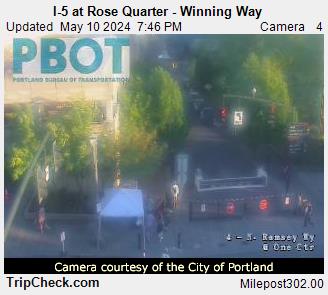 I-5 at Rose Quarter - Winning Way
Updated May 10 2024 7:46 PM Camera 4
PBOT
PORTLAND BUREAU OF TRANSPORTATION
4 - N. Ramsey Wy
@ One Ctr
Camera courtesy of the City of Portland
TripCheck.com Milepost302.00